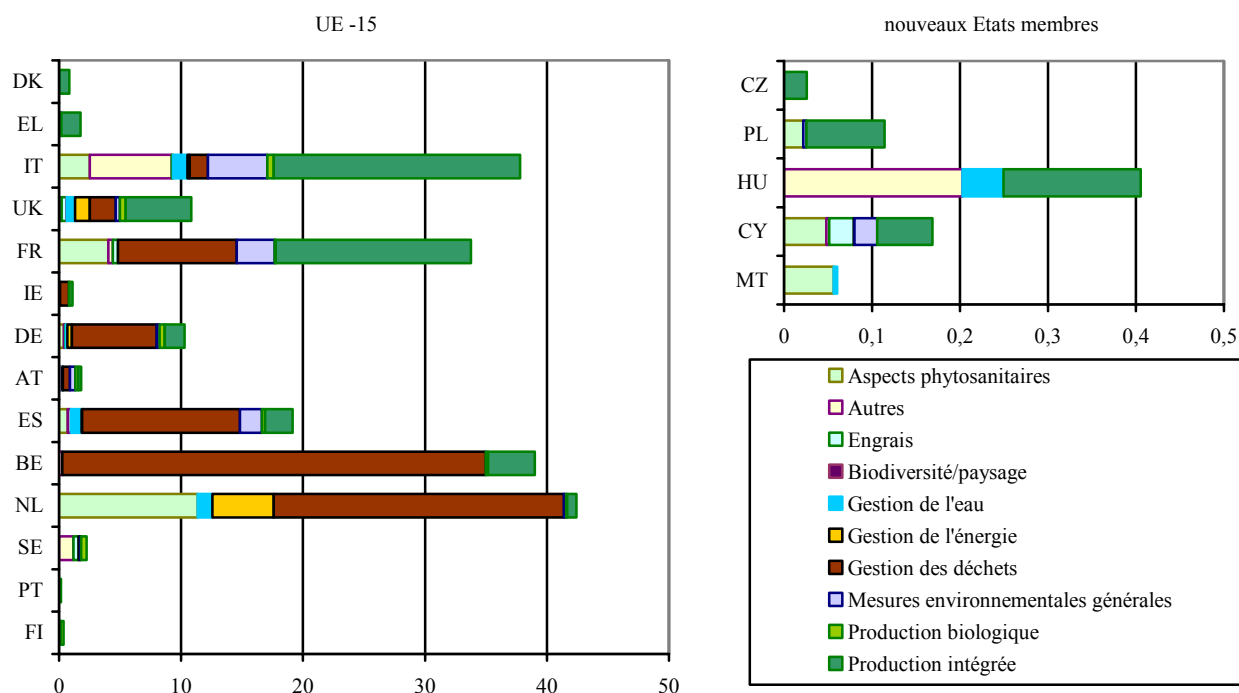 UE -15
DK
EL
IT
UK
FR
IE
DE
AT
ES
BE
NL
SE
PT
FI
0 10 20 30 40 50
nouveaux Etats membres
CZ
PL
HU
CY
MT
0 0,1 0,2 0,3 0,4 0,5
Aspects phytosanitaires
Autres
Engrais
Biodiversité/paysage
Gestion de l'eau
Gestion de l'énergie
Gestion des déchets
Mesures environnementales générales
Production biologique
Production intégrée